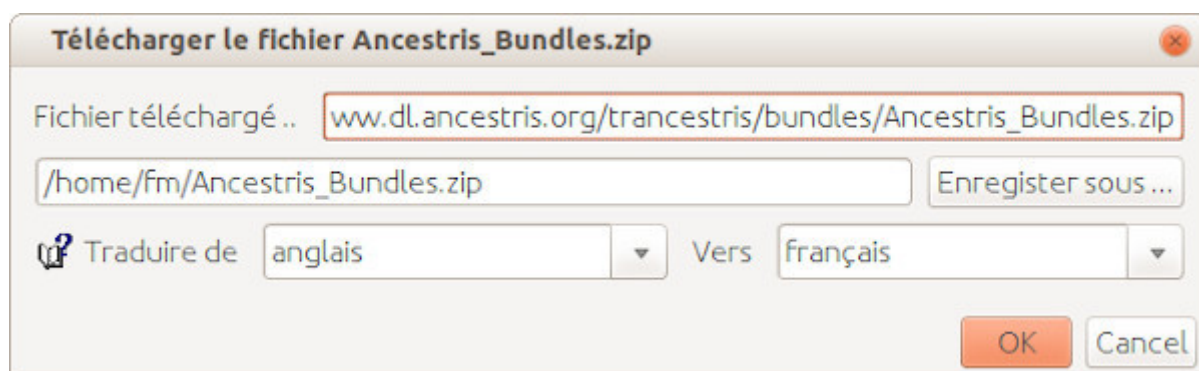 Télécharger le fichier Ancestris_Bundles.zip
Fichier téléchargé .. ww.dl.ancestris.org/trancestris/bundles/Ancestris_Bundles.zip
/home/fm/Ancestris_Bundles.zip Enregister sous ...
Traduire de anglais Vers français
OK Cancel